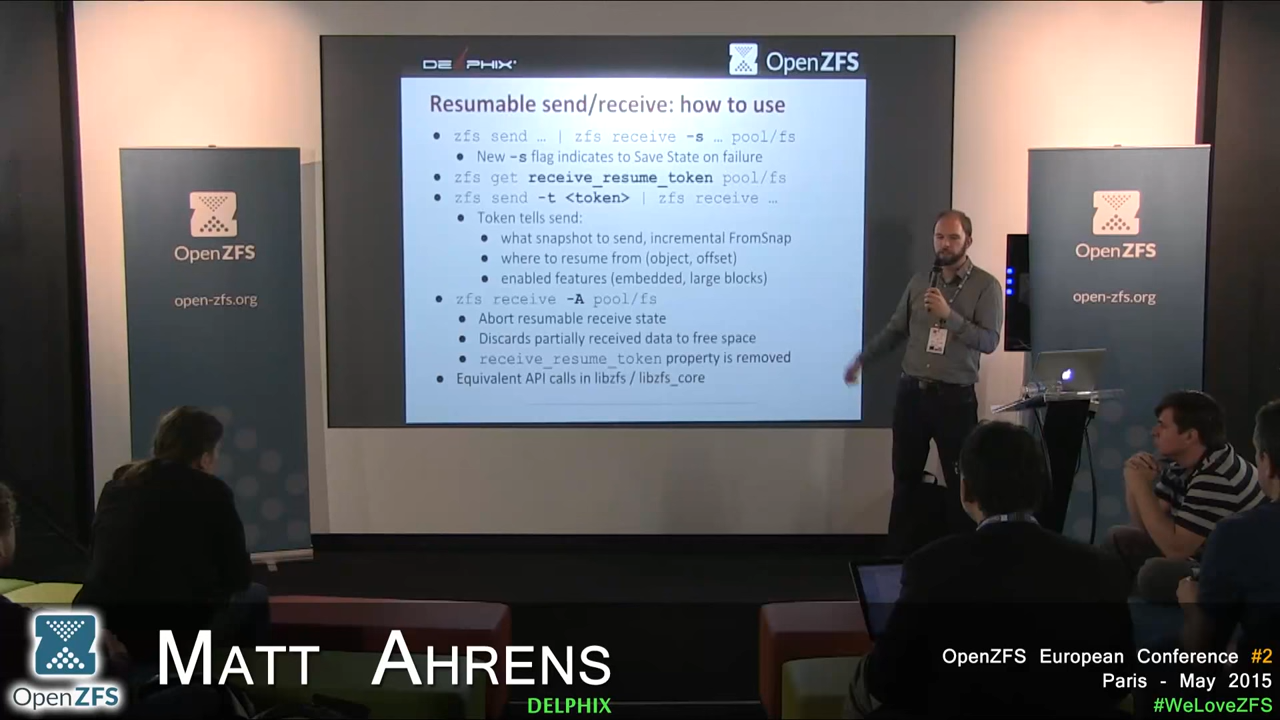 DELPHIX
OpenZFS
Resumable send/receive: how to use
• zfs send … | zfs receive -s … pool/fs
• New -s flag indicates to Save State on failure
• zfs get receive_resume_token pool/fs
• zfs send -t <token> | zfs receive …
• Token tells send:
• what snapshot to send, incremental FromSnap
• where to resume from (object, offset)
• enabled features (embedded, large blocks)
• zfs receive -A pool/fs
• Abort resumable receive state
• Discards partially received data to free space
• receive_resume_token property is removed
• Equivalent API calls in libzfs / libzfs_core
OpenZFS
open-zfs.org
OpenZFS
open-zfs.org
OpenZFS
MATT AHRENS
DELPHIX
OpenZFS European Conference #2
Paris - May 2015
#WeLoveZFS